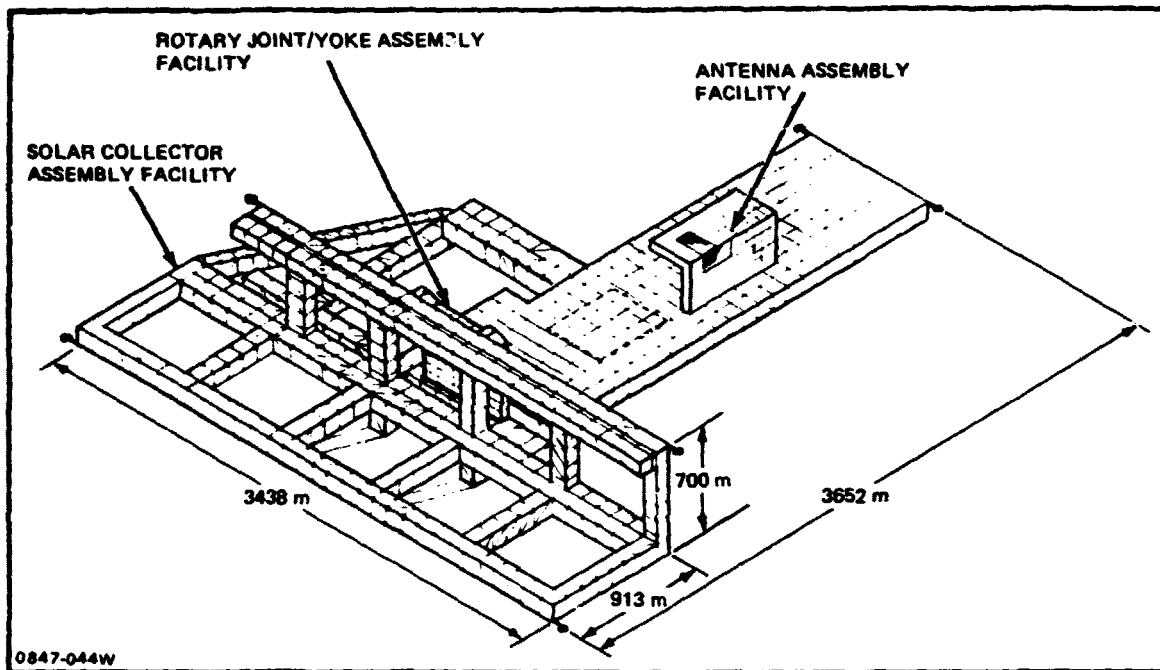 ROTARY JOINT/YOKE ASSEMBLY
FACILITY
ANTENNA ASSEMBLY
FACILITY
SOLAR COLLECTOR
ASSEMBLY FACILITY
700 m
3438 m
3652 m
913 m
0847-044W